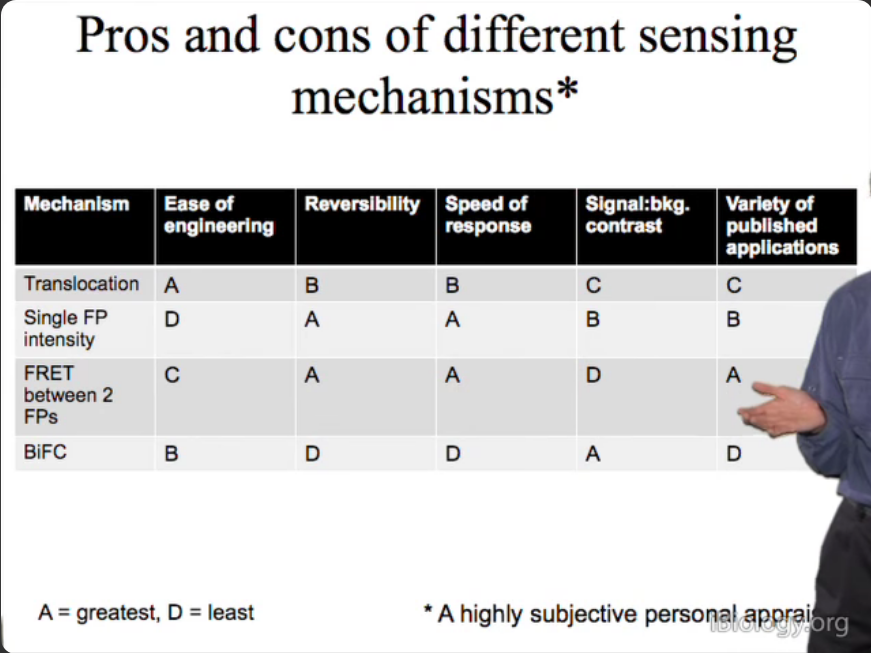 Pros and cons of different sensing
mechanisms*
Mechanism
Ease of
engineering
Reversibility
Speed of
response
Signal:bkg.
contrast
Variety of
published
applications
Translocation
A
B
B
C
C
Single FP
intensity
D
A
A
B
B
FRET
between 2
FPs
C
A
A
D
A
BiFC
B
D
D
A
D
A = greatest, D = least
* A highly subjective personal
iBiology.org